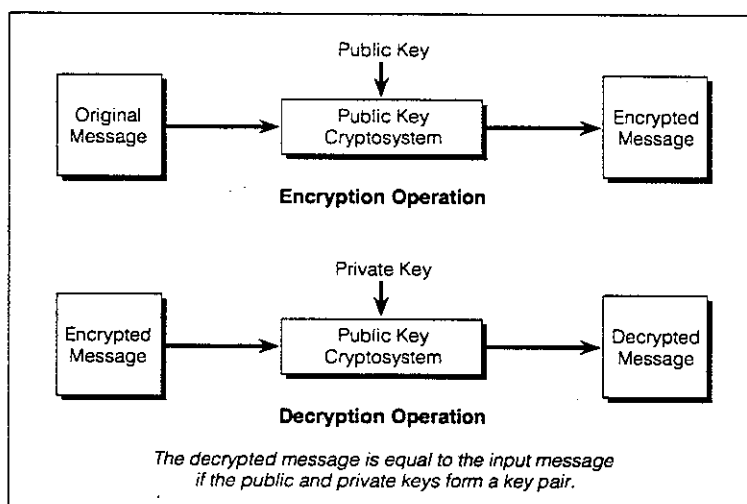 Public Key
Original
Message
Public Key
Cryptosystem
Encrypted
Message
Encryption Operation
Private Key
Encrypted
Message
Public Key
Cryptosystem
Decrypted
Message
Decryption Operation
The decrypted message is equal to the input message
if the public and private keys form a key pair.